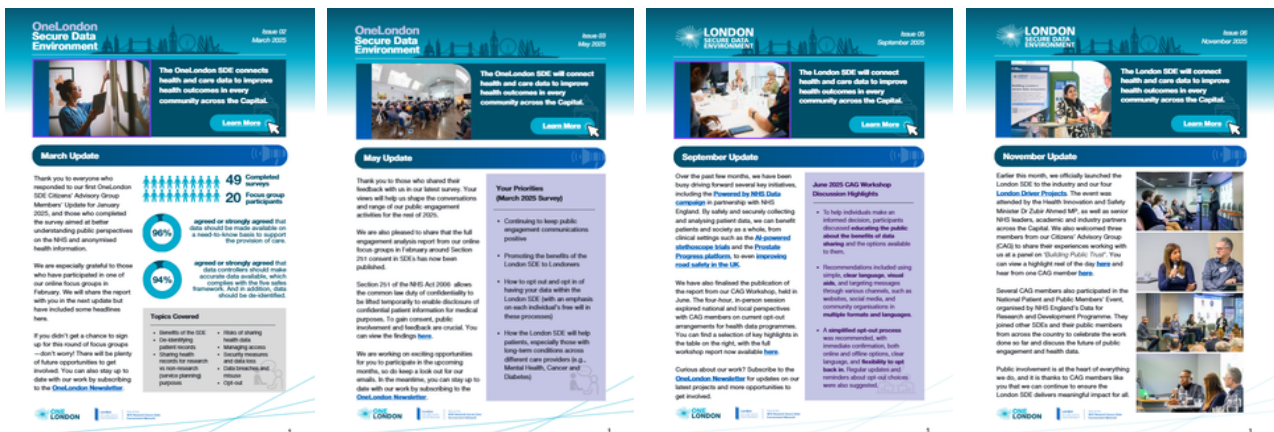 OneLondon
Secure Data
Environment
Issue 02
March 2025
The OneLondon SDE connects
health and care data to improve
health outcomes in every
community across the Capital.
Learn More
March Update
Thank you to everyone who
responded to our first OneLondon
SDE Citizens' Advisory Group
Members' Update for January
2025, and those who completed
the survey aimed at better
understanding public perspectives
on the NHS and anonymised
health information.
We are especially grateful to those
who have participated in one of
our online focus groups in
February. We will share the report
with you in the next update but
have included some headlines
here.
If you didn't get a chance to sign
up for this round of focus groups
—don't worry! There will be plenty
of future opportunities to get
involved. You can also stay up to
date with our work by subscribing
to the OneLondon Newsletter.
49 Completed
surveys
20 Focus group
participants
96%
agreed or strongly agreed that
data should be made available on
a need-to-know basis to support
the provision of care.
94%
agreed or strongly agreed
that data controllers should make
accurate data available, which
complies with the five safes
framework. And in addition, data
should be de-identified.
Topics Covered
• Benefits of the SDE
• De-identifying
patient records
• Sharing health
records for research
vs non-research
(service planning)
purposes
• Risks of sharing
health data
• Managing access
• Security measures
and data loss
• Data breaches and
misuse
• Opt-out
ONE
LONDON
OneLondon
Secure Data
Environment
Issue 03
May 2025
The OneLondon SDE will connect
health and care data to improve
health outcomes in every
community across the Capital.
Learn More
May Update
Thank you to those who shared their
feedback with us in our latest survey. Your
views will help us shape the conversations
and range of our public engagement
activities for the rest of 2025.
We are also pleased to share that the full
engagement analysis report from our online
focus groups in February around Section
251 consent in SDEs has now been
published.
Section 251 of the NHS Act 2006 allows
the common law duty of confidentiality to
be lifted temporarily to enable disclosure of
confidential patient information for medical
purposes. To gain consent, public
involvement and feedback are crucial. You
can view the findings here.
We are working on exciting opportunities
for you to participate in the upcoming
months, so do keep a look out for our
emails. In the meantime, you can stay up to
date with our work by subscribing to the
OneLondon Newsletter.
Your Priorities
(March 2025 Survey)
• Continuing to keep public
engagement communications
positive
• Promoting the benefits of the
London SDE to Londoners
• How to opt out and opt in of
having your data within the
London SDE (with an emphasis
on each individual's free will in
these processes)
• How the London SDE will help
patients, especially those with
long-term conditions across
different care providers (e.g.,
Mental Health, Cancer and
Diabetes)
ONE
LONDON
LONDON
SECURE DATA
ENVIRONMENT
Issue 05
September 2025
The London SDE will connect
health and care data to improve
health outcomes in every
community across the Capital.
Learn More
September Update
Over the past few months, we have been
busy driving forward several key initiatives,
including the Powered by NHS Data
campaign in partnership with NHS
England. By safely and securely collecting
and analysing patient data, we can benefit
patients and society as a whole, from
clinical settings such as the AI-powered
stethoscope trials and the Prostate
Progress platform, to even improving
road safety in the UK.
We have also finalised the publication of
the report from our CAG Workshop, held in
June. The four-hour, in-person session
explored national and local perspectives
with CAG members on current opt-out
arrangements for health data programmes.
You can find a selection of key highlights in
the table on the right, with the full
workshop report now available here.
Curious about our work? Subscribe to the
OneLondon Newsletter for updates on our
latest projects and more opportunities to
get involved.
June 2025 CAG Workshop
Discussion Highlights
• To help individuals make an
informed decision, participants
discussed educating the public
about the benefits of data
sharing and the options available
to them.
• Recommendations included using
simple, clear language, visual
aids, and targeting messages
through various channels, such as
websites, social media, and
community organisations in
multiple formats and languages.
• A simplified opt-out process
was recommended, with
immediate confirmation, both
online and offline options, clear
language, and flexibility to opt
back in. Regular updates and
reminders about opt-out choices
were also suggested.
ONE
LONDON
LONDON
SECURE DATA
ENVIRONMENT
Issue 06
November 2025
The London SDE will connect
health and care data to improve
health outcomes in every
community across the Capital.
Learn More
November Update
Earlier this month, we officially launched the
London SDE to the industry and our four
London Driver Projects. The event was
attended by the Health Innovation and Safety
Minister Dr Zubir Ahmed MP, as well as senior
NHS leaders, academic and industry partners
across the Capital. We also welcomed three
members from our Citizens' Advisory Group
(CAG) to share their experiences working with
us at a panel on 'Building Public Trust'. You
can view a highlight reel of the day here and
hear from one CAG member here.
Several CAG members also participated in the
National Patient and Public Members' Event,
organised by NHS England's Data for
Research and Development Programme. They
joined other SDEs and their public members
from across the country to celebrate the work
done so far and discuss the future of public
engagement and health data.
Public involvement is at the heart of everything
we do, and it is thanks to CAG members like
you that we can continue to ensure the
London SDE delivers meaningful impact for all.
ONE
LONDON